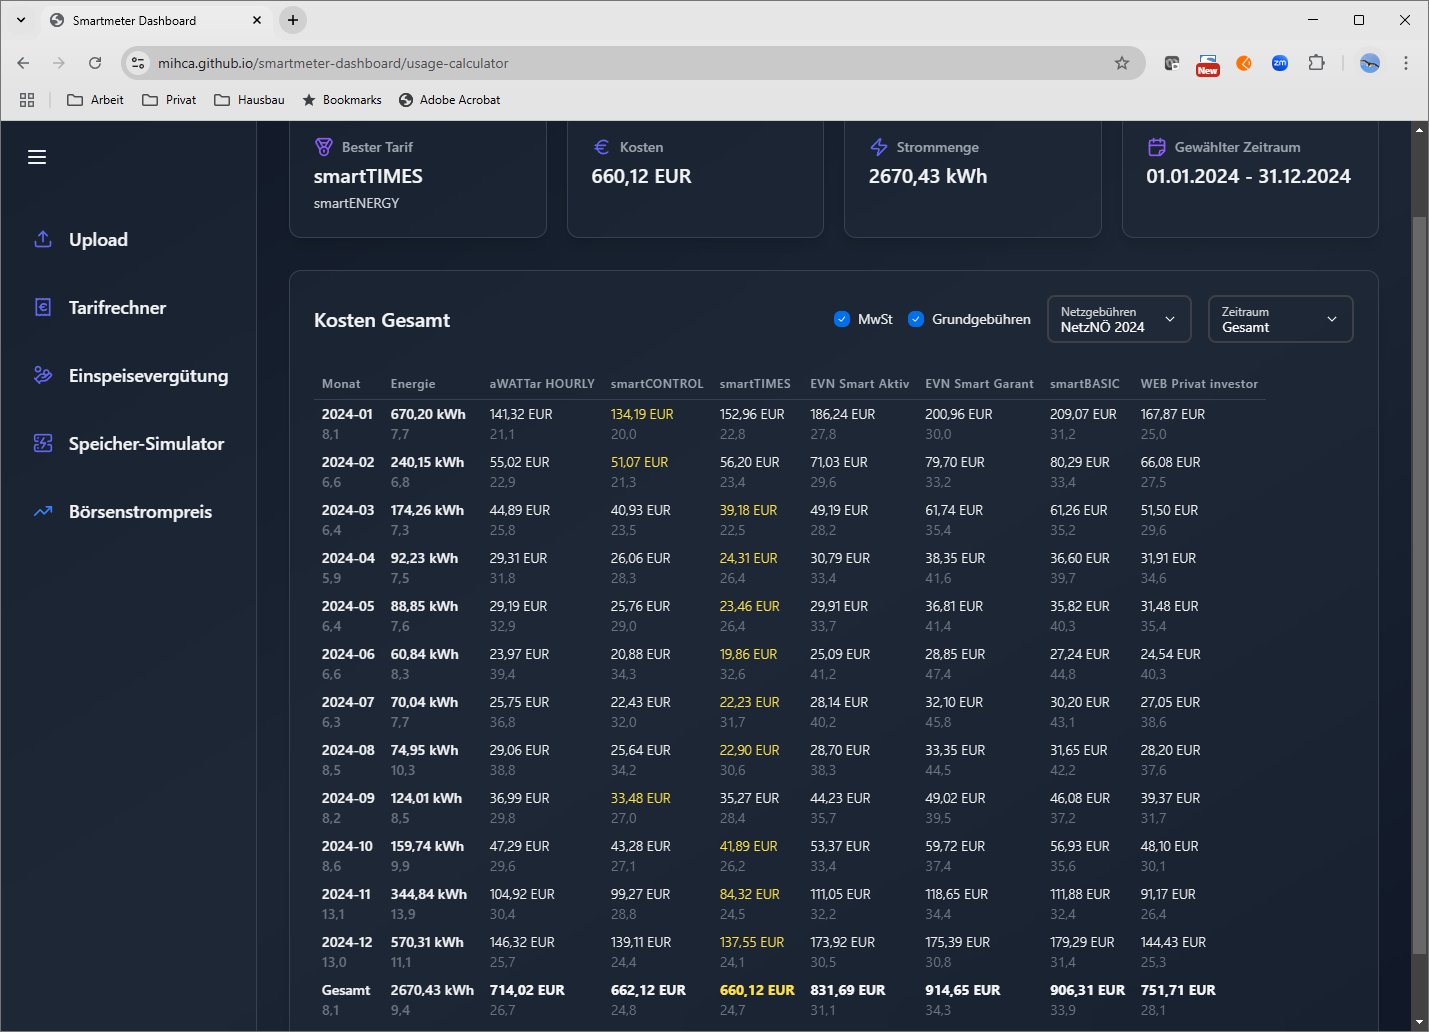 Smartmeter Dashboard
mihca.github.io/smartmeter-dashboard/usage-calculator
New
zm
Arbeit Privat Hausbau Bookmarks Adobe Acrobat
Upload
Tarifrechner
Einspeisevergütung
Speicher-Simulator
Börsenstrompreis
Bester Tarif
smartTIMES
smartENERGY
Kosten
660,12 EUR
Strommenge
2670,43 kWh
Gewählter Zeitraum
01.01.2024 - 31.12.2024
Kosten Gesamt
MwSt
Grundgebühren
Netzgebühren
NetzNÖ 2024
Zeitraum
Gesamt
Monat Energie aWATTar HOURLY smartCONTROL smartTIMES EVN Smart Aktiv EVN Smart Garant smartBASIC WEB Privat investor
2024-01 670,20 kWh 141,32 EUR 134,19 EUR 152,96 EUR 186,24 EUR 200,96 EUR 209,07 EUR 167,87 EUR
8,1 7,7 21,1 20,0 22,8 27,8 30,0 31,2 25,0
2024-02 240,15 kWh 55,02 EUR 51,07 EUR 56,20 EUR 71,03 EUR 79,70 EUR 80,29 EUR 66,08 EUR
6,6 6,8 22,9 21,3 23,4 29,6 33,2 33,4 27,5
2024-03 174,26 kWh 44,89 EUR 40,93 EUR 39,18 EUR 49,19 EUR 61,74 EUR 61,26 EUR 51,50 EUR
6,4 7,3 25,8 23,5 22,5 28,2 35,4 35,2 29,6
2024-04 92,23 kWh 29,31 EUR 26,06 EUR 24,31 EUR 30,79 EUR 38,35 EUR 36,60 EUR 31,91 EUR
5,9 7,5 31,8 28,3 26,4 33,4 41,6 39,7 34,6
2024-05 88,85 kWh 29,19 EUR 25,76 EUR 23,46 EUR 29,91 EUR 36,81 EUR 35,82 EUR 31,48 EUR
6,4 7,6 32,9 29,0 26,4 33,7 41,4 40,3 35,4
2024-06 60,84 kWh 23,97 EUR 20,88 EUR 19,86 EUR 25,09 EUR 28,85 EUR 27,24 EUR 24,54 EUR
6,6 8,3 39,4 34,3 32,6 41,2 47,4 44,8 40,3
2024-07 70,04 kWh 25,75 EUR 22,43 EUR 22,23 EUR 28,14 EUR 32,10 EUR 30,20 EUR 27,05 EUR
6,3 7,7 36,8 32,0 31,7 40,2 45,8 43,1 38,6
2024-08 74,95 kWh 29,06 EUR 25,64 EUR 22,90 EUR 28,70 EUR 33,35 EUR 31,65 EUR 28,20 EUR
8,5 10,3 38,8 34,2 30,6 38,3 44,5 42,2 37,6
2024-09 124,01 kWh 36,99 EUR 33,48 EUR 35,27 EUR 44,23 EUR 49,02 EUR 46,08 EUR 39,37 EUR
8,2 8,5 29,8 27,0 28,4 35,7 39,5 37,2 31,7
2024-10 159,74 kWh 47,29 EUR 43,28 EUR 41,89 EUR 53,37 EUR 59,72 EUR 56,93 EUR 48,10 EUR
8,6 9,9 29,6 27,1 26,2 33,4 37,4 35,6 30,1
2024-11 344,84 kWh 104,92 EUR 99,27 EUR 84,32 EUR 111,05 EUR 118,65 EUR 111,88 EUR 91,17 EUR
13,1 13,9 30,4 28,8 24,5 32,2 34,4 32,4 26,4
2024-12 570,31 kWh 146,32 EUR 139,11 EUR 137,55 EUR 173,92 EUR 175,39 EUR 179,29 EUR 144,43 EUR
13,0 11,1 25,7 24,4 24,1 30,5 30,8 31,4 25,3
Gesamt 2670,43 kWh 714,02 EUR 662,12 EUR 660,12 EUR 831,69 EUR 914,65 EUR 906,31 EUR 751,71 EUR
8,1 9,4 26,7 24,8 24,7 31,1 34,3 33,9 28,1